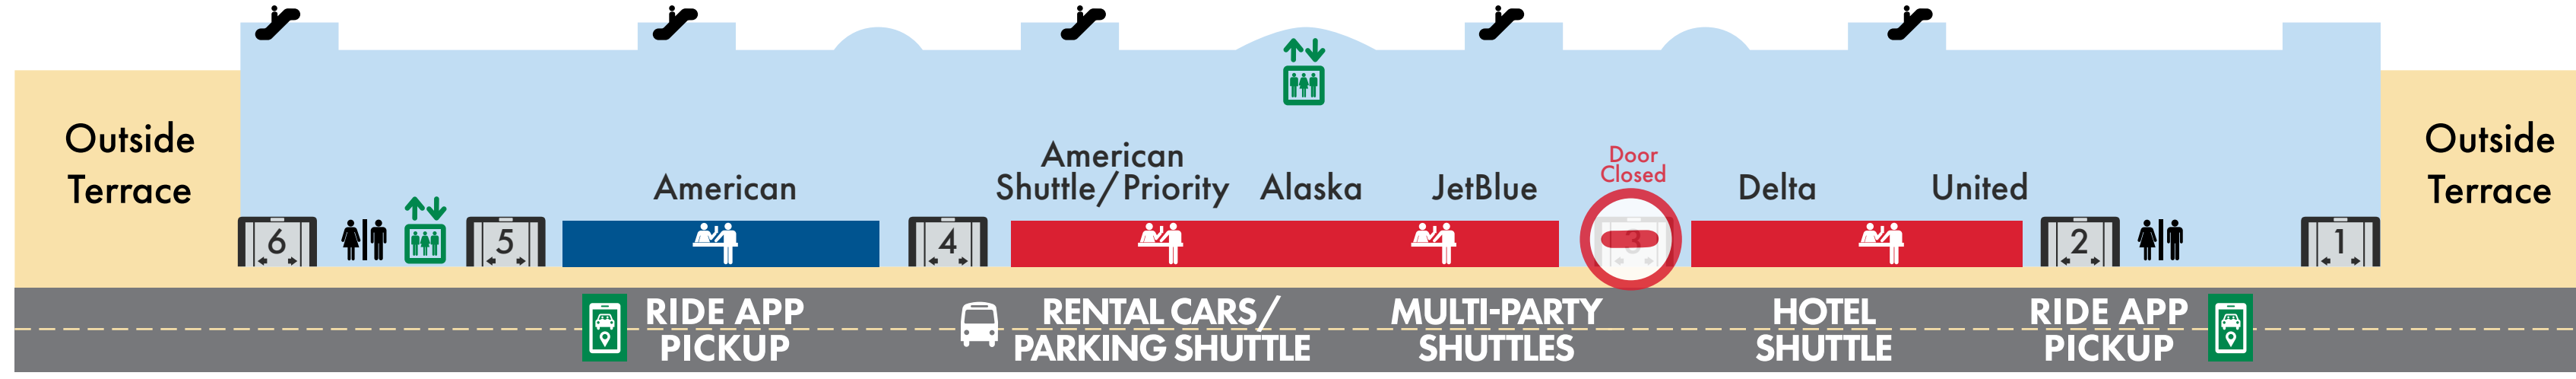 Outside
Terrace
American
American
Shuttle/Priority
Alaska
JetBlue
Door
Closed
Delta
United
Outside
Terrace
6
5
4
3
2
1
RIDE APP
PICKUP
RENTAL CARS/
PARKING SHUTTLE
MULTI-PARTY
SHUTTLES
HOTEL
SHUTTLE
RIDE APP
PICKUP